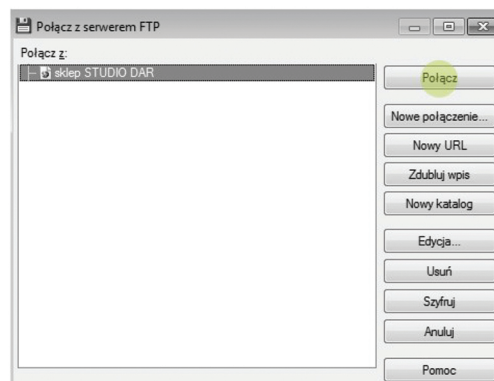 Połącz z serwerem FTP
Połącz z:
sklep STUDIO DAR
Połącz
Nowe połączenie...
Nowy URL
Zdubluj wpis
Nowy katalog
Edycja...
Usuń
Szyfruj
Anuluj
Pomoc